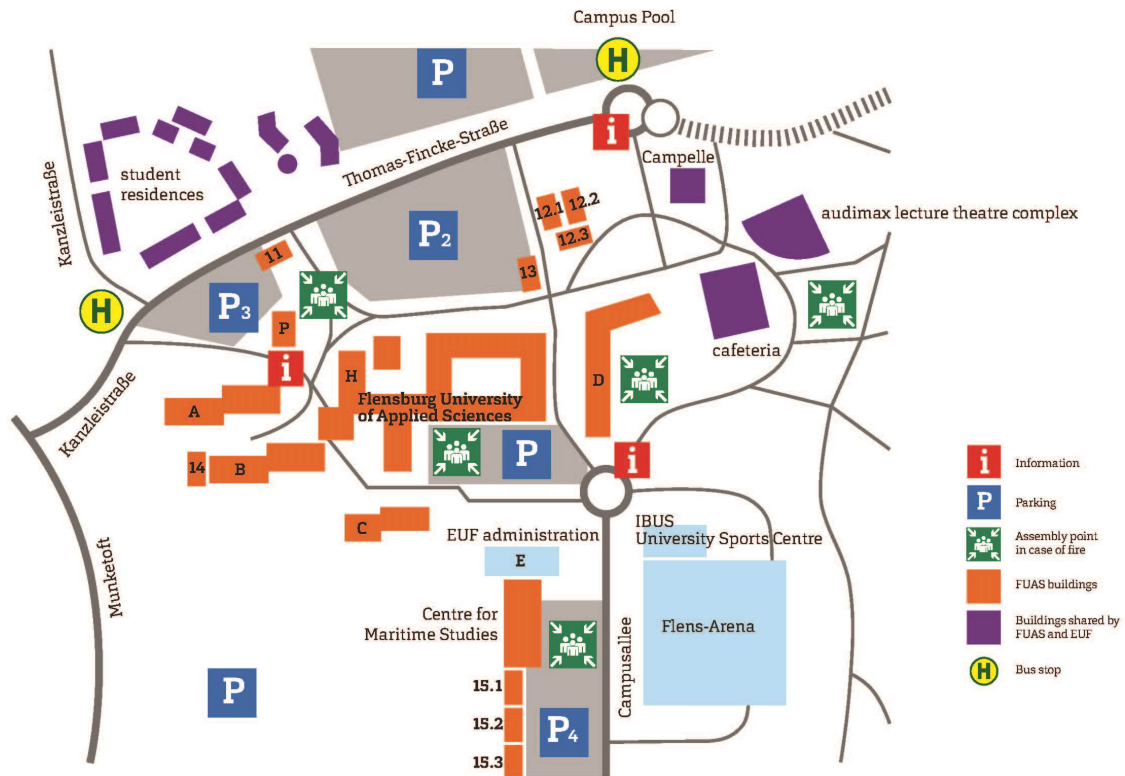 Campus Pool
H
P
Thomas-Fincke-Straße
i
Kanzleistraße
student
residences
Campelle
12.1
12.2
12.3
audimax lecture theatre complex
P2
11
13
H
P3
P
cafeteria
i
H
D
Flensburg University
of Applied Sciences
A
Kanzleistraße
P
i
14
B
C
EUF administration
E
IBUS
University Sports Centre
Munketoft
Centre for
Maritime Studies
Campusallee
Flens-Arena
P
15.1
15.2
P4
15.3
i
Information
P
Parking
Assembly point
in case of fire
FUAS buildings
Buildings shared by
FUAS and EUF
H
Bus stop